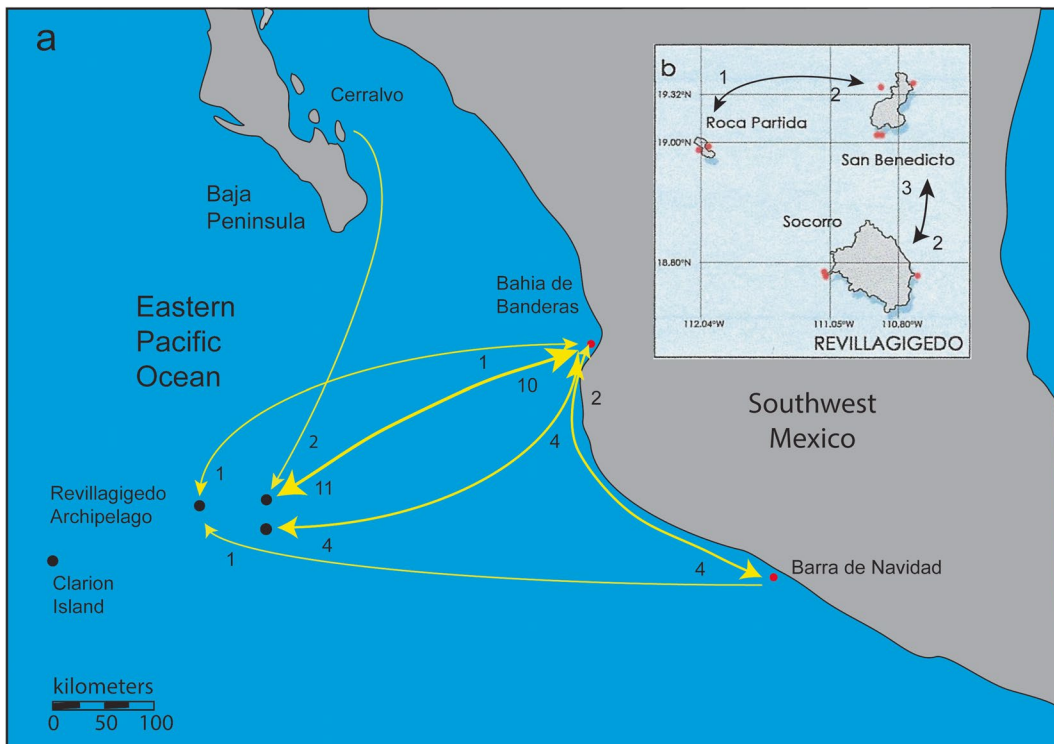 a
Cerralvo
Baja
Peninsula
Bahia de
Banderas
Eastern
Pacific
Ocean
1
10
2
4
2
1
11
4
1
4
Revillagigedo
Archipelago
Clarion
Island
Southwest
Mexico
Barra de Navidad
kilometers
0 50 100
b
1
2
19.32°N
Roca Partida
19.00°N
San Benedicto
3
Socorro
2
18.80°N
112.04°W
111.05°W
110.80°W
REVILLAGIGEDO